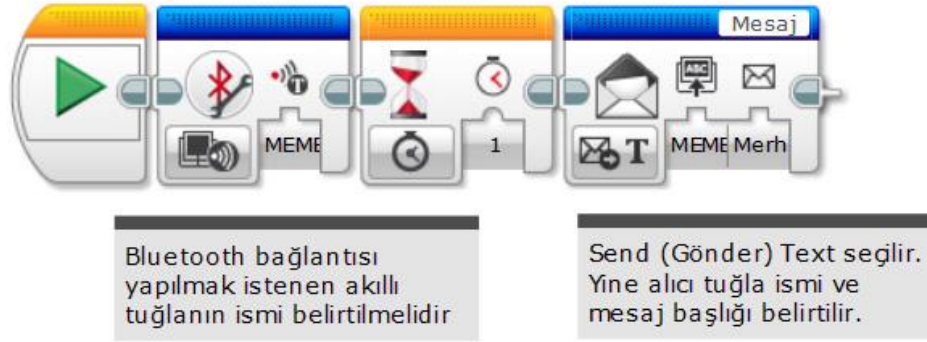 Mesaj
MEME
1
MEME Merh
ABC
T
Bluetooth bağlantısı
yapılmak istenen akıllı
tuğlanın ismi belirtilmelidir
Send (Gönder) Text seçilir.
Yine alıcı tuğla ismi ve
mesaj başlığı belirtilir.